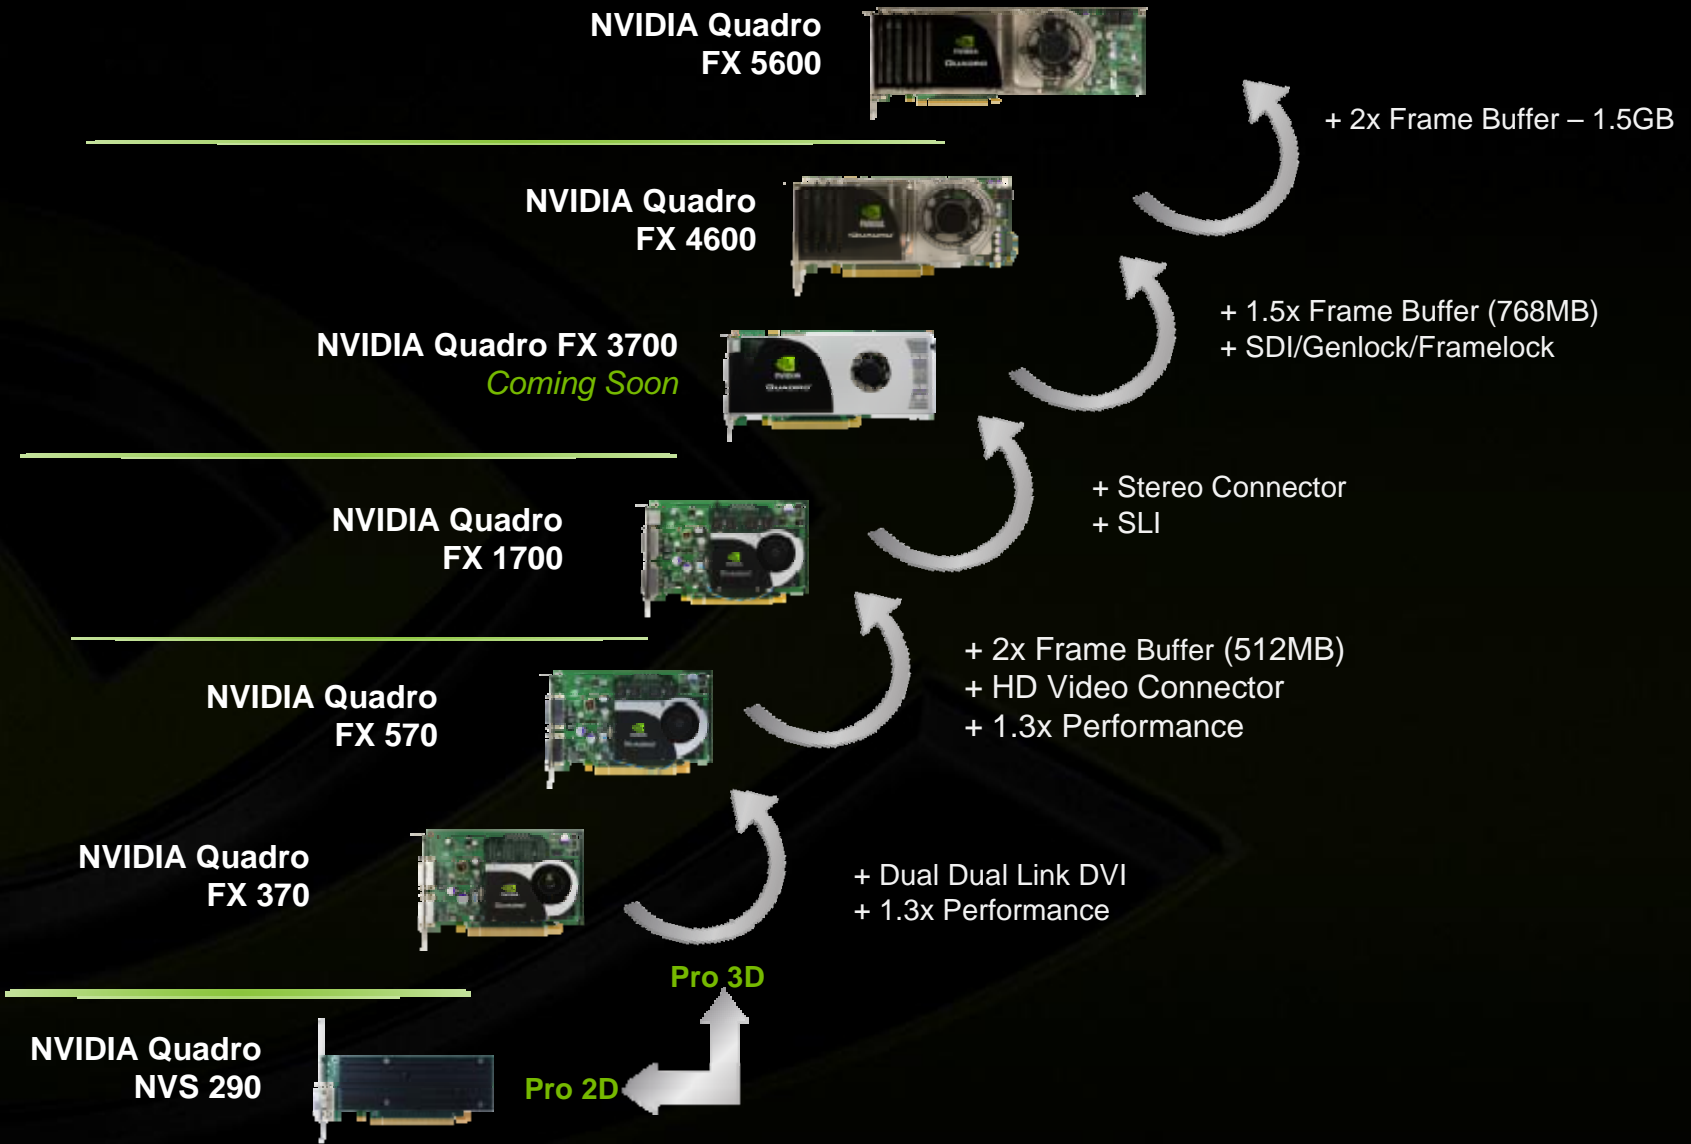 NVIDIA Quadro
FX 5600
+ 2x Frame Buffer – 1.5GB
NVIDIA Quadro
FX 4600
+ 1.5x Frame Buffer (768MB)
+ SDI/Genlock/Framelock
NVIDIA Quadro FX 3700
Coming Soon
+ Stereo Connector
+ SLI
NVIDIA Quadro
FX 1700
+ 2x Frame Buffer (512MB)
+ HD Video Connector
+ 1.3x Performance
NVIDIA Quadro
FX 570
+ Dual Dual Link DVI
+ 1.3x Performance
NVIDIA Quadro
FX 370
Pro 3D
NVIDIA Quadro
NVS 290
Pro 2D